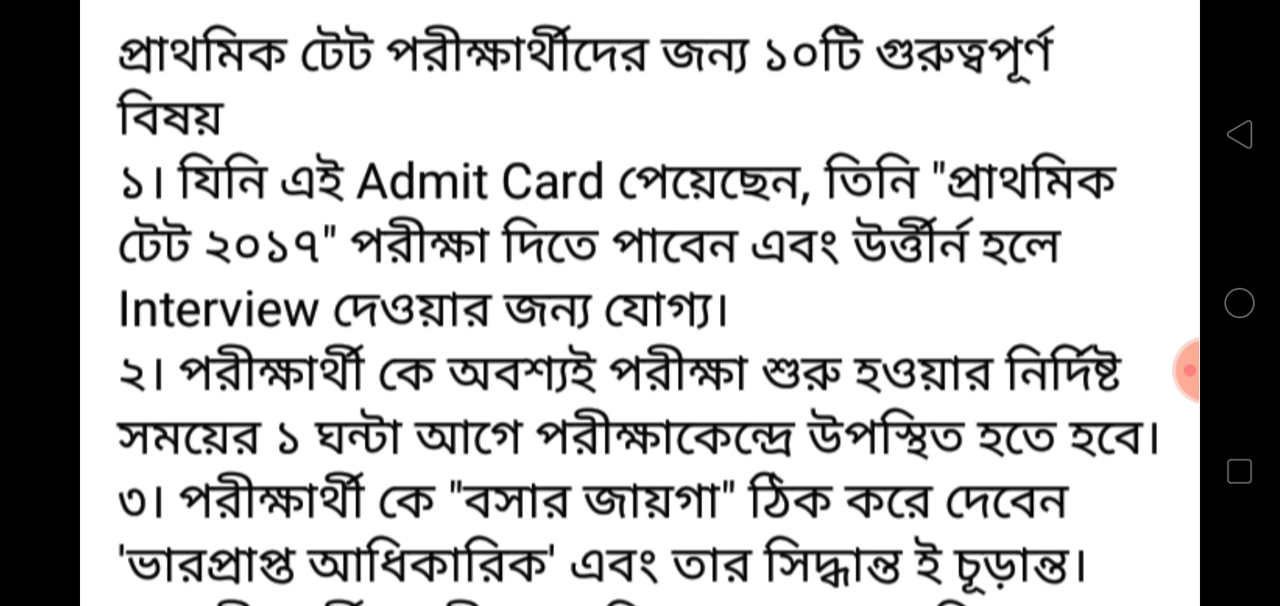 প্রাথমিক টেট পরীক্ষার্থীদের জন্য ১০টি গুরুত্বপূর্ণ
বিষয়
১। যিনি এই Admit Card পেয়েছেন, তিনি "প্রাথমিক
টেট ২০১৭" পরীক্ষা দিতে পাবেন এবং উর্ত্তীর্ন হলে
Interview দেওয়ার জন্য যোগ্য।
২। পরীক্ষার্থী কে অবশ্যই পরীক্ষা শুরু হওয়ার নির্দিষ্ট
সময়ের ১ ঘন্টা আগে পরীক্ষাকেন্দ্রে উপস্থিত হতে হবে।
৩। পরীক্ষার্থী কে "বসার জায়গা" ঠিক করে দেবেন
'ভারপ্রাপ্ত আধিকারিক' এবং তার সিদ্ধান্ত ই চূড়ান্ত।